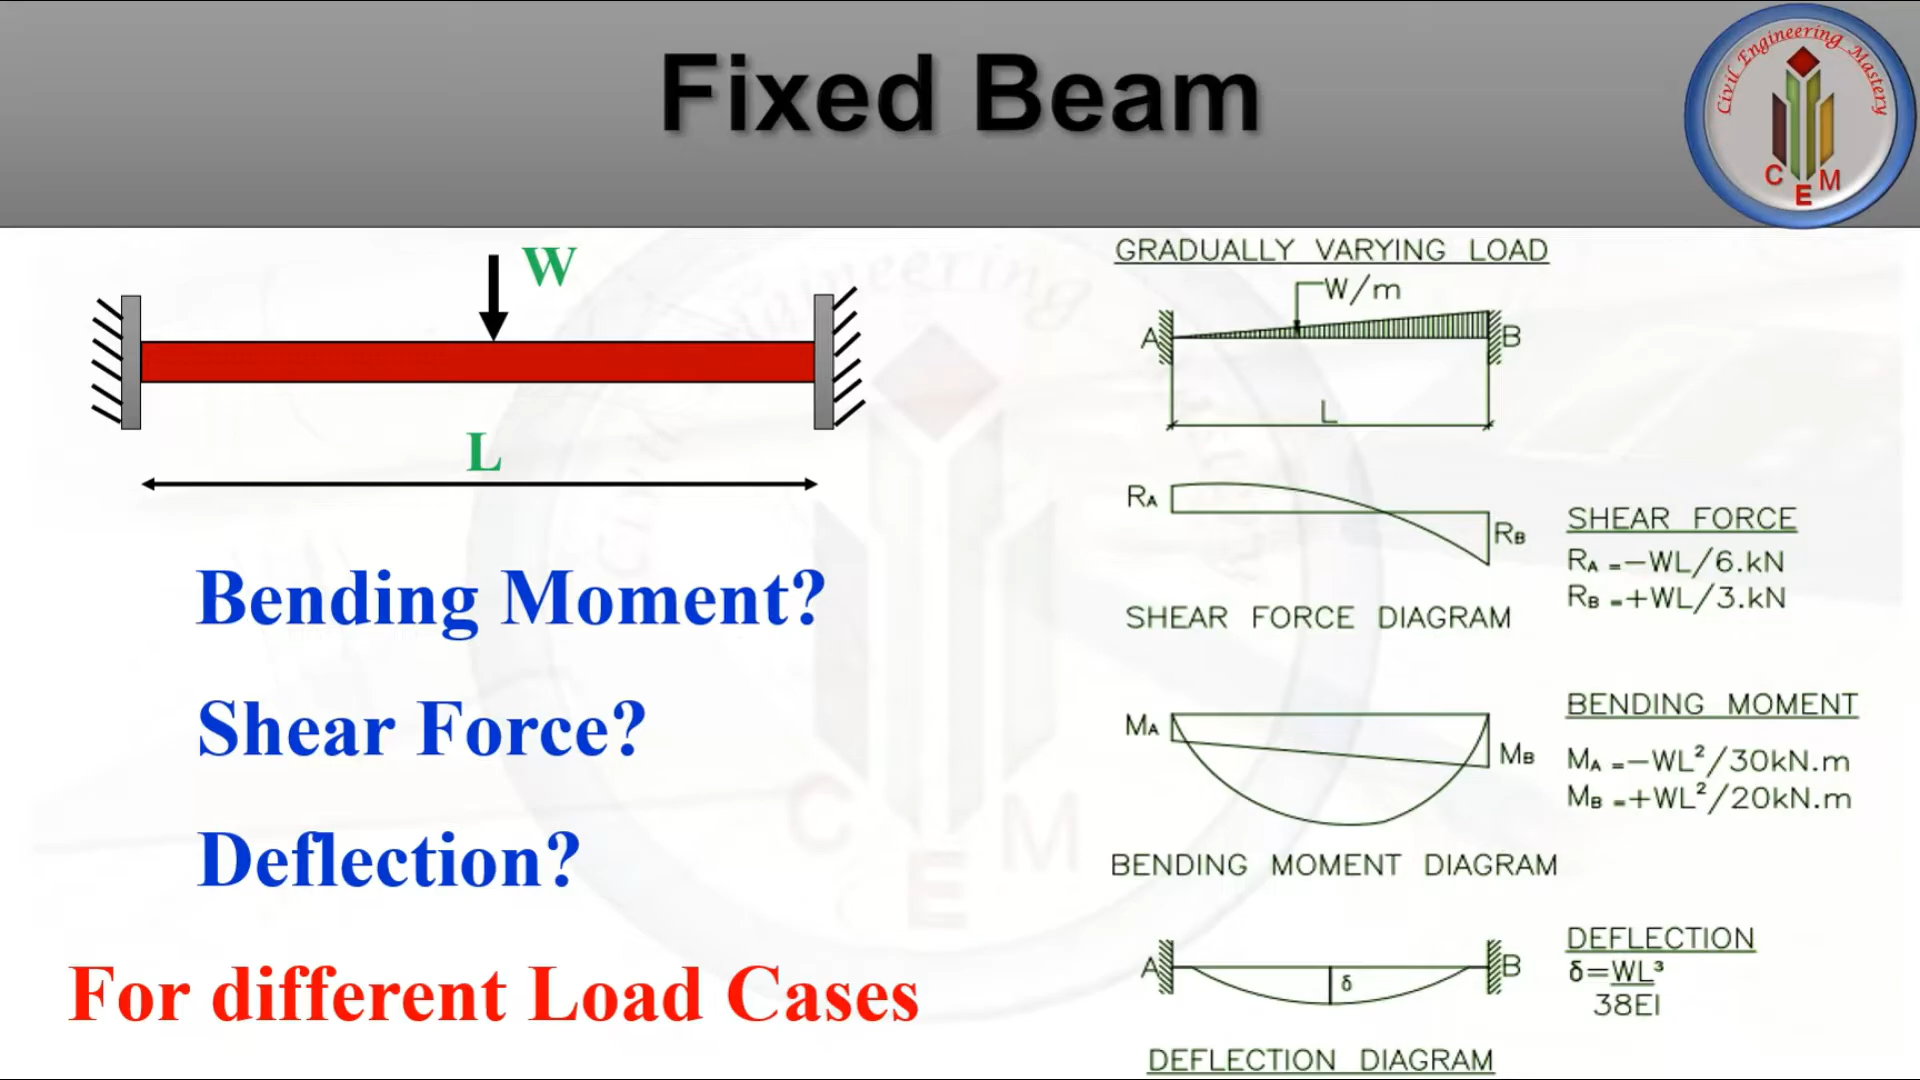 Fixed Beam
Civil Engineering Mastery
C E M
W
L
Bending Moment?
Shear Force?
Deflection?
For different Load Cases
GRADUALLY VARYING LOAD
W/m
A
B
L
RA
RB
SHEAR FORCE
RA =-WL/6.kN
RB =+WL/3.kN
SHEAR FORCE DIAGRAM
MA
MB
BENDING MOMENT
MA =-WL²/30kN.m
MB =+WL²/20kN.m
BENDING MOMENT DIAGRAM
A
δ
B
DEFLECTION
δ=WL³
38EI
DEFLECTION DIAGRAM